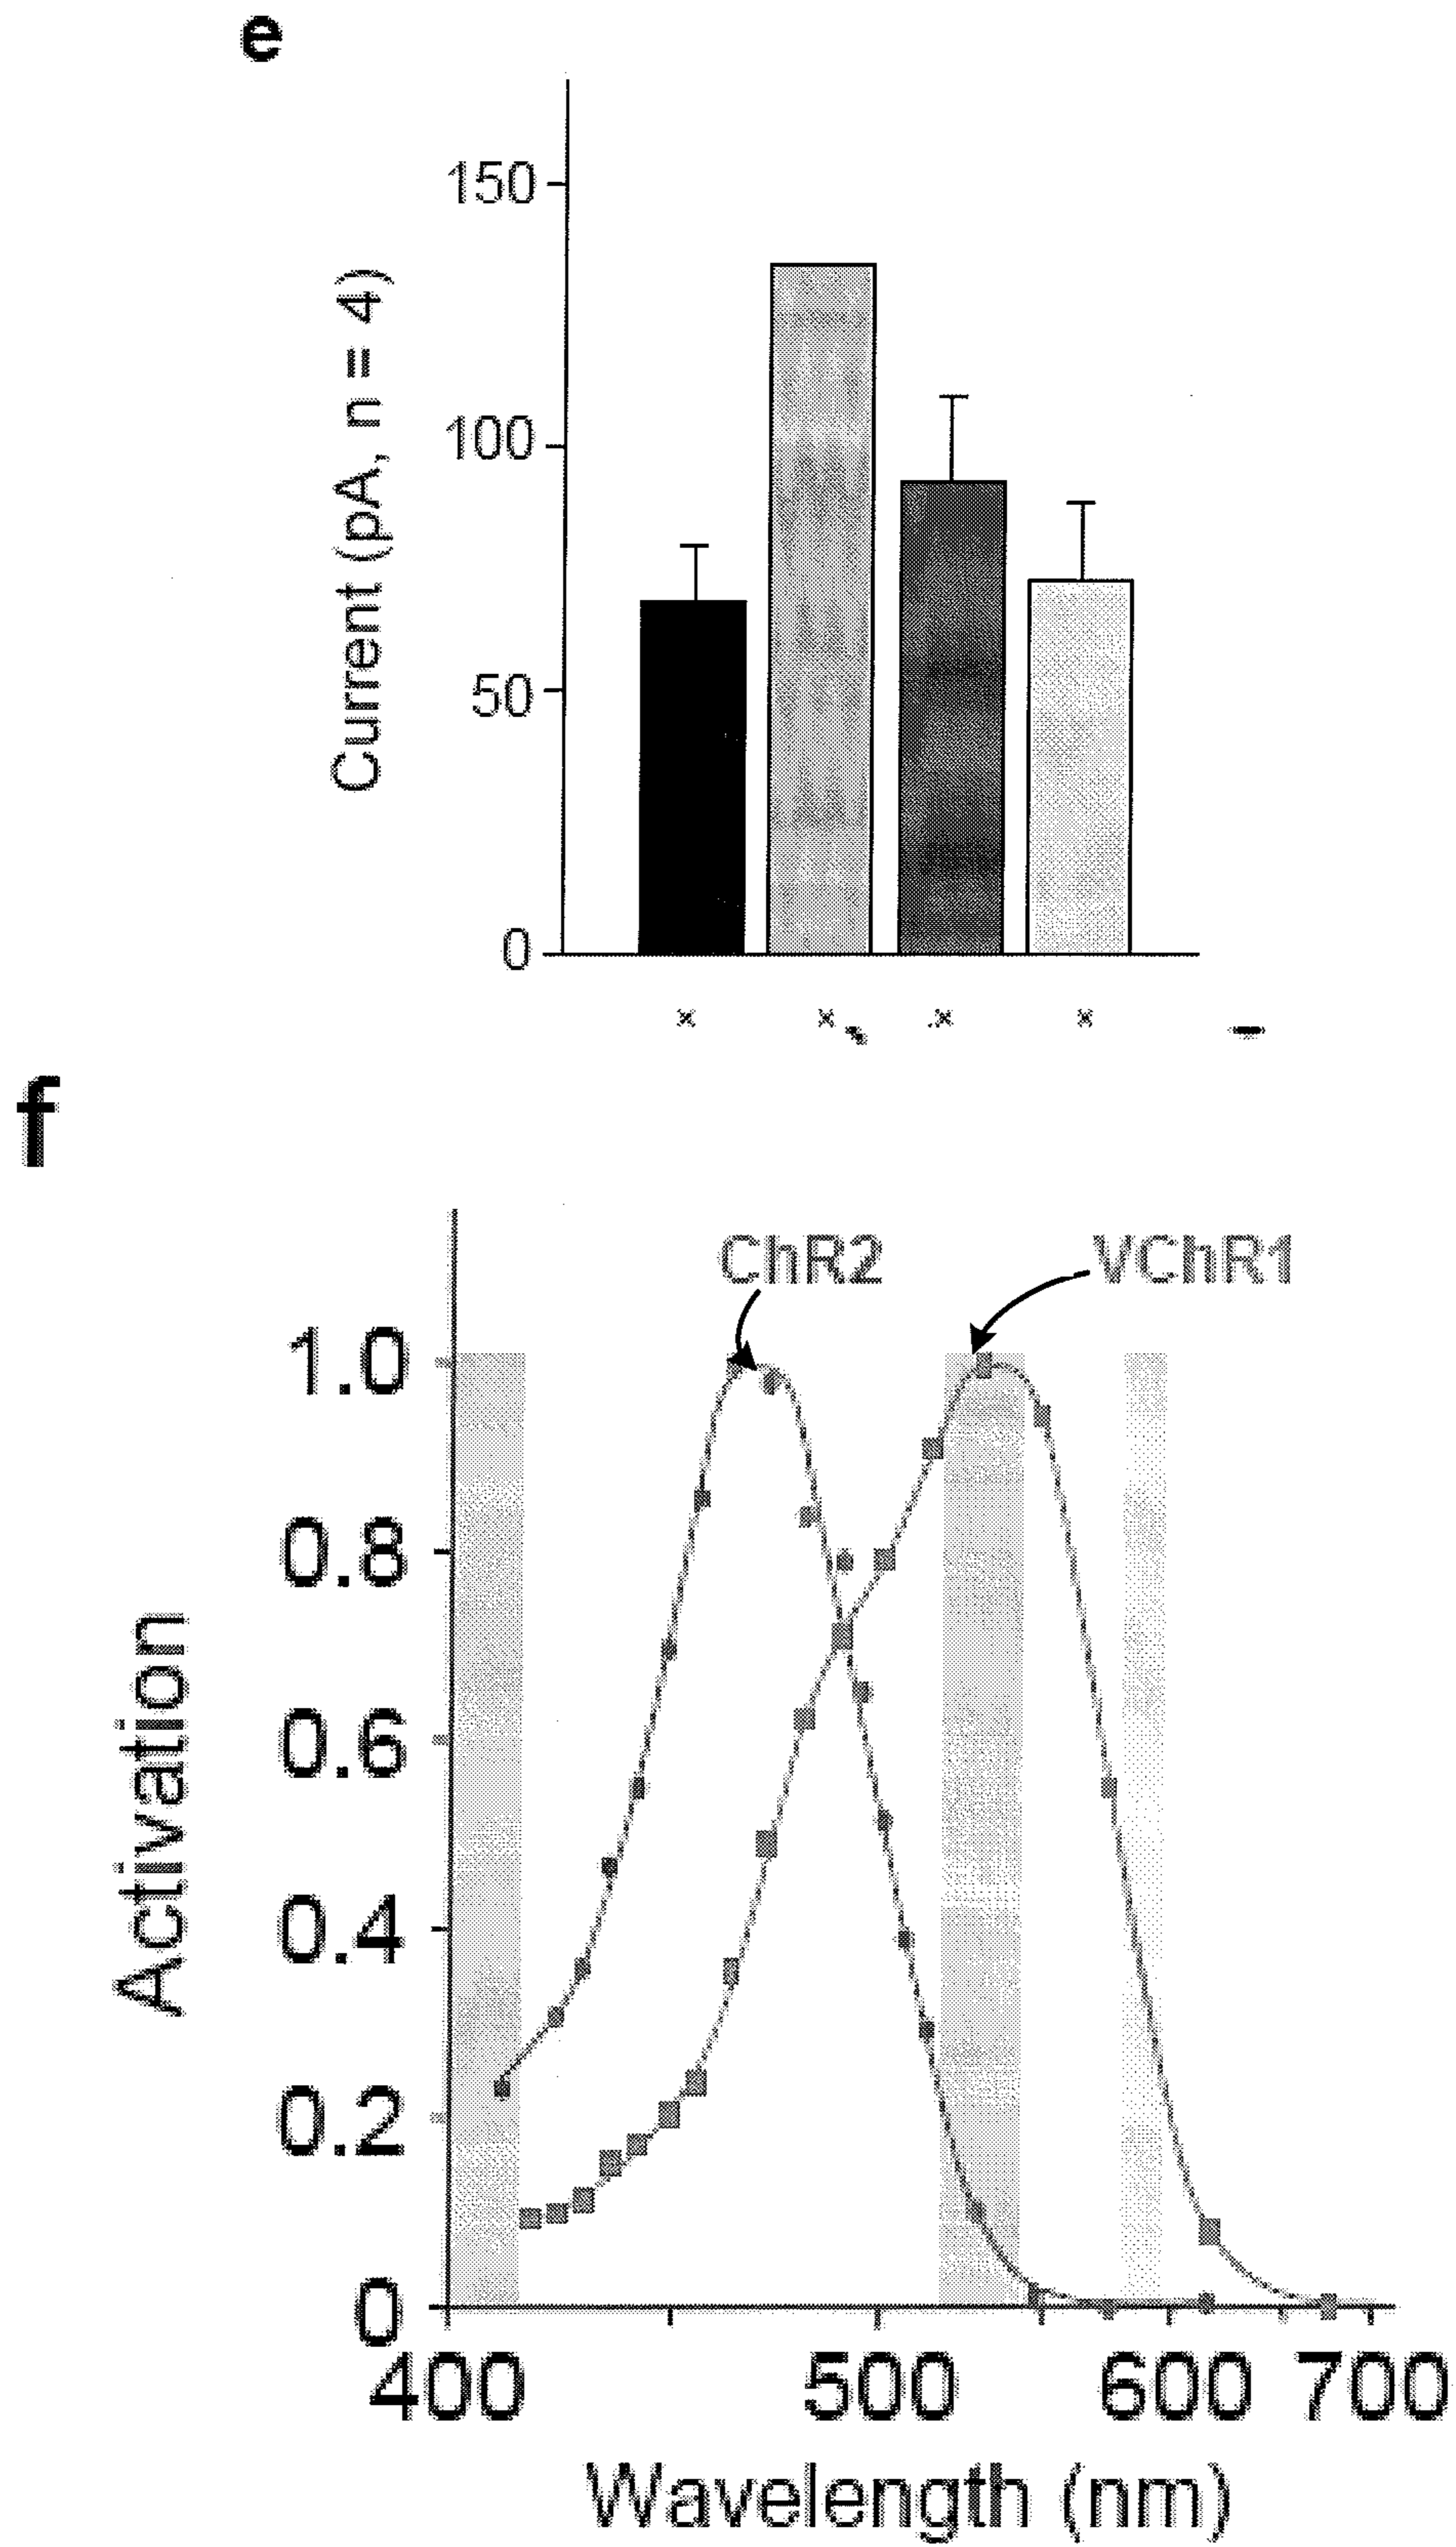 e
150
100
50
0
Current (pA, n = 4)
× × × ×
f
ChR2 VChR1
1.0
0.8
0.6
0.4
0.2
0
Activation
400 500 600 700
Wavelength (nm)